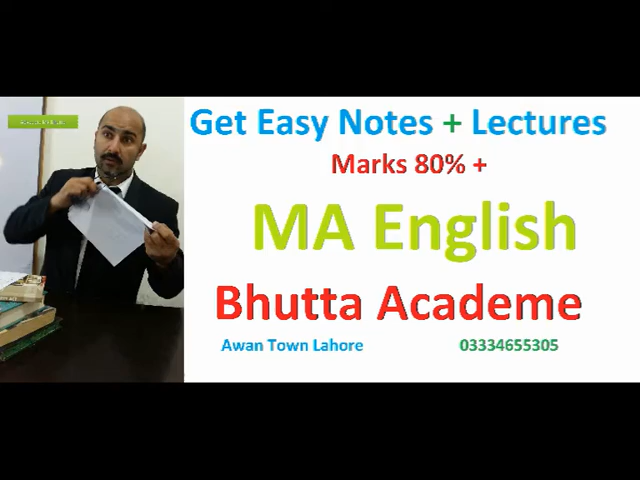 Get Easy Notes + Lectures
Marks 80% +
MA English
Bhutta Academe
Awan Town Lahore 03334655305